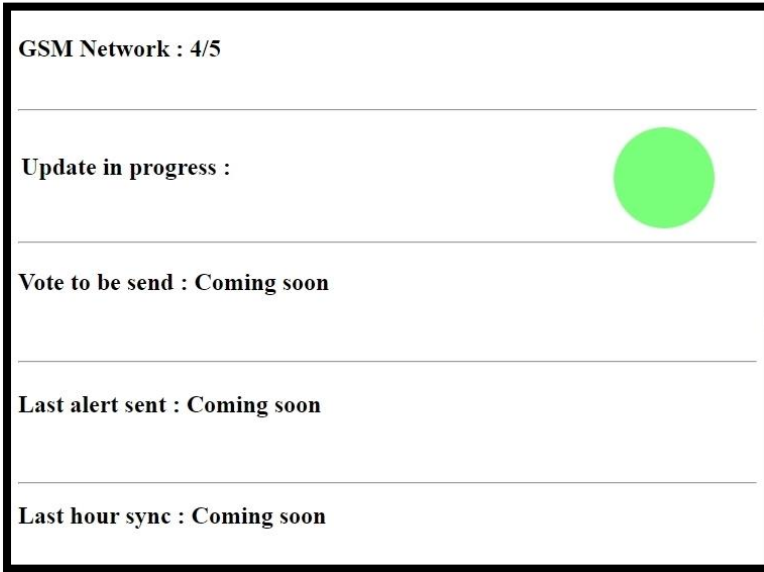 GSM Network : 4/5
Update in progress :
Vote to be send : Coming soon
Last alert sent : Coming soon
Last hour sync : Coming soon